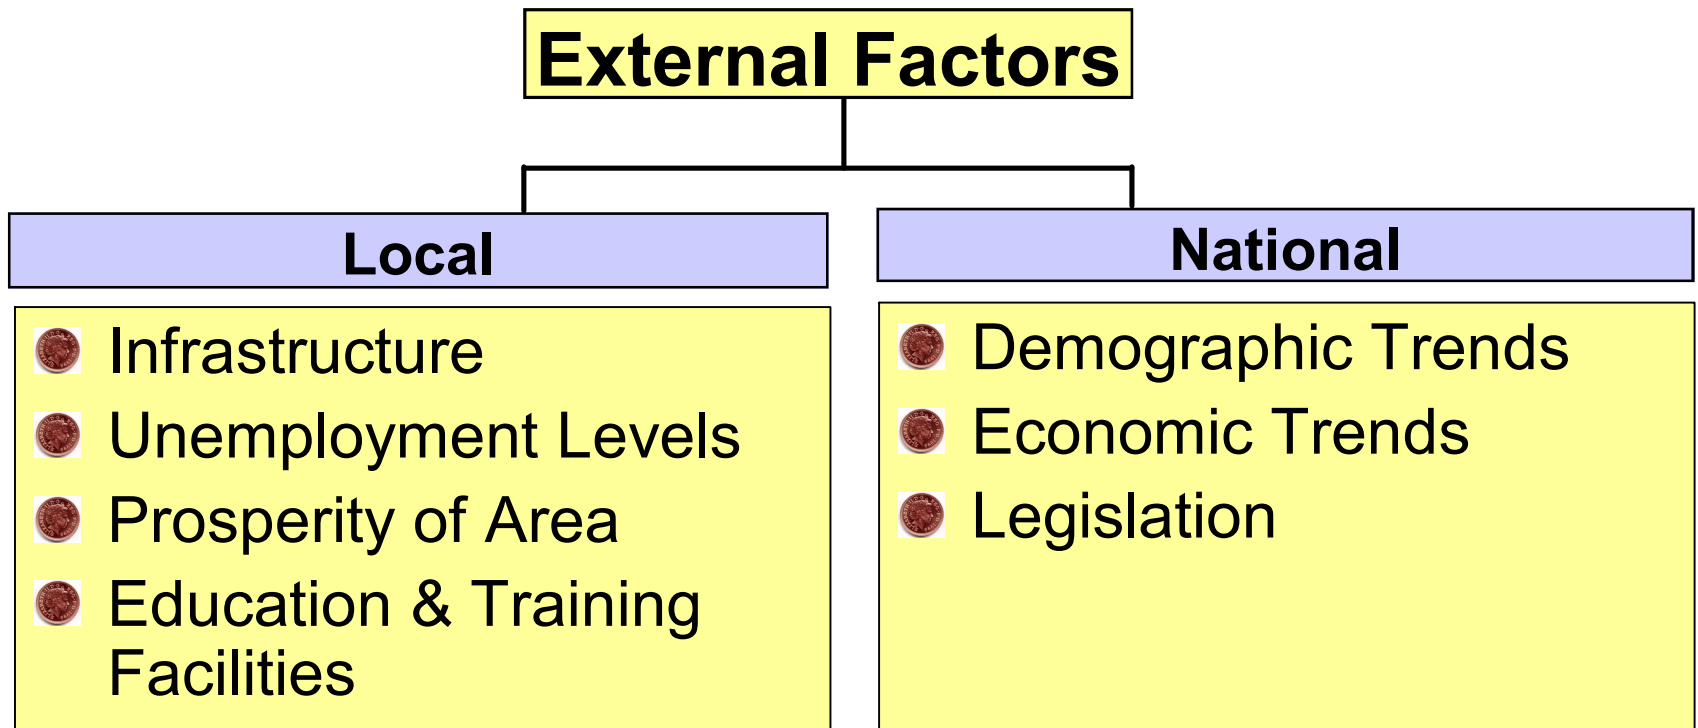 External Factors
Local
Infrastructure
Unemployment Levels
Prosperity of Area
Education & Training
Facilities
National
Demographic Trends
Economic Trends
Legislation